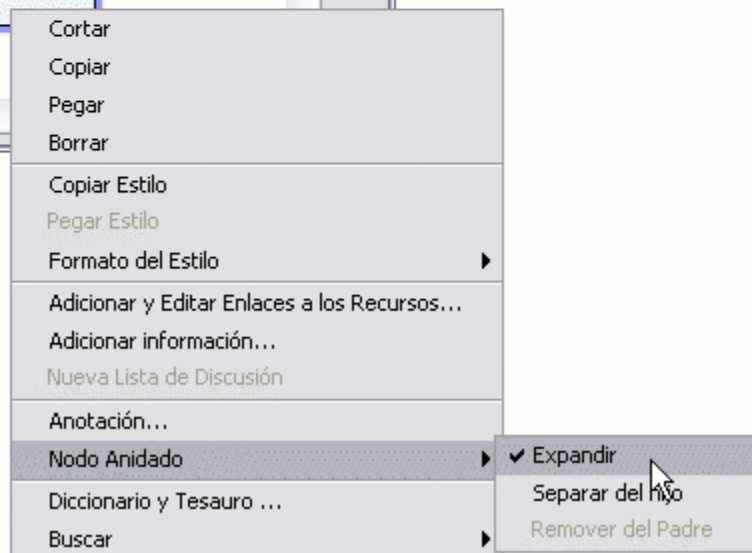 Cortar
Copiar
Pegar
Borrar
Copiar Estilo
Pegar Estilo
Formato del Estilo
Adicionar y Editar Enlaces a los Recursos...
Adicionar información...
Nueva Lista de Discusión
Anotación...
Nodo Anidado
Expandir
Separar del hijo
Remover del Padre
Diccionario y Tesauro ...
Buscar